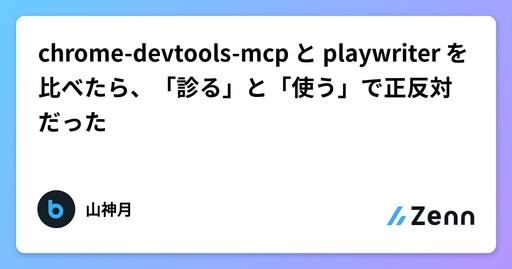 chrome-devtools-mcp と playwriter を
比べたら、「診る」と「使う」で正反対
だった
b
山神月
Zenn